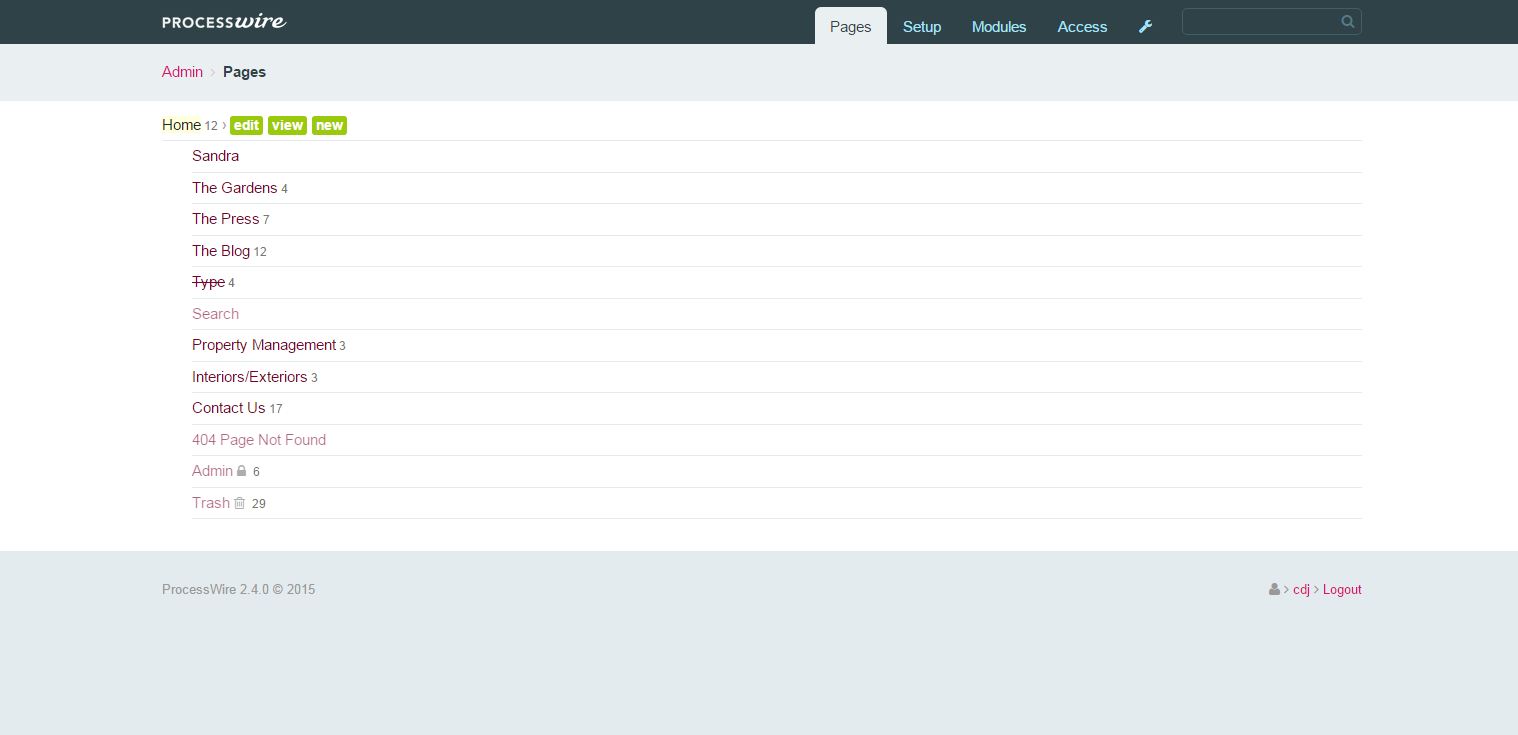 PROCESSwire Pages Setup Modules Access
Admin › Pages
Home 12 › edit view new
Sandra
The Gardens 4
The Press 7
The Blog 12
Type 4
Search
Property Management 3
Interiors/Exteriors 3
Contact Us 17
404 Page Not Found
Admin 6
Trash 29
ProcessWire 2.4.0 © 2015 › cdj › Logout